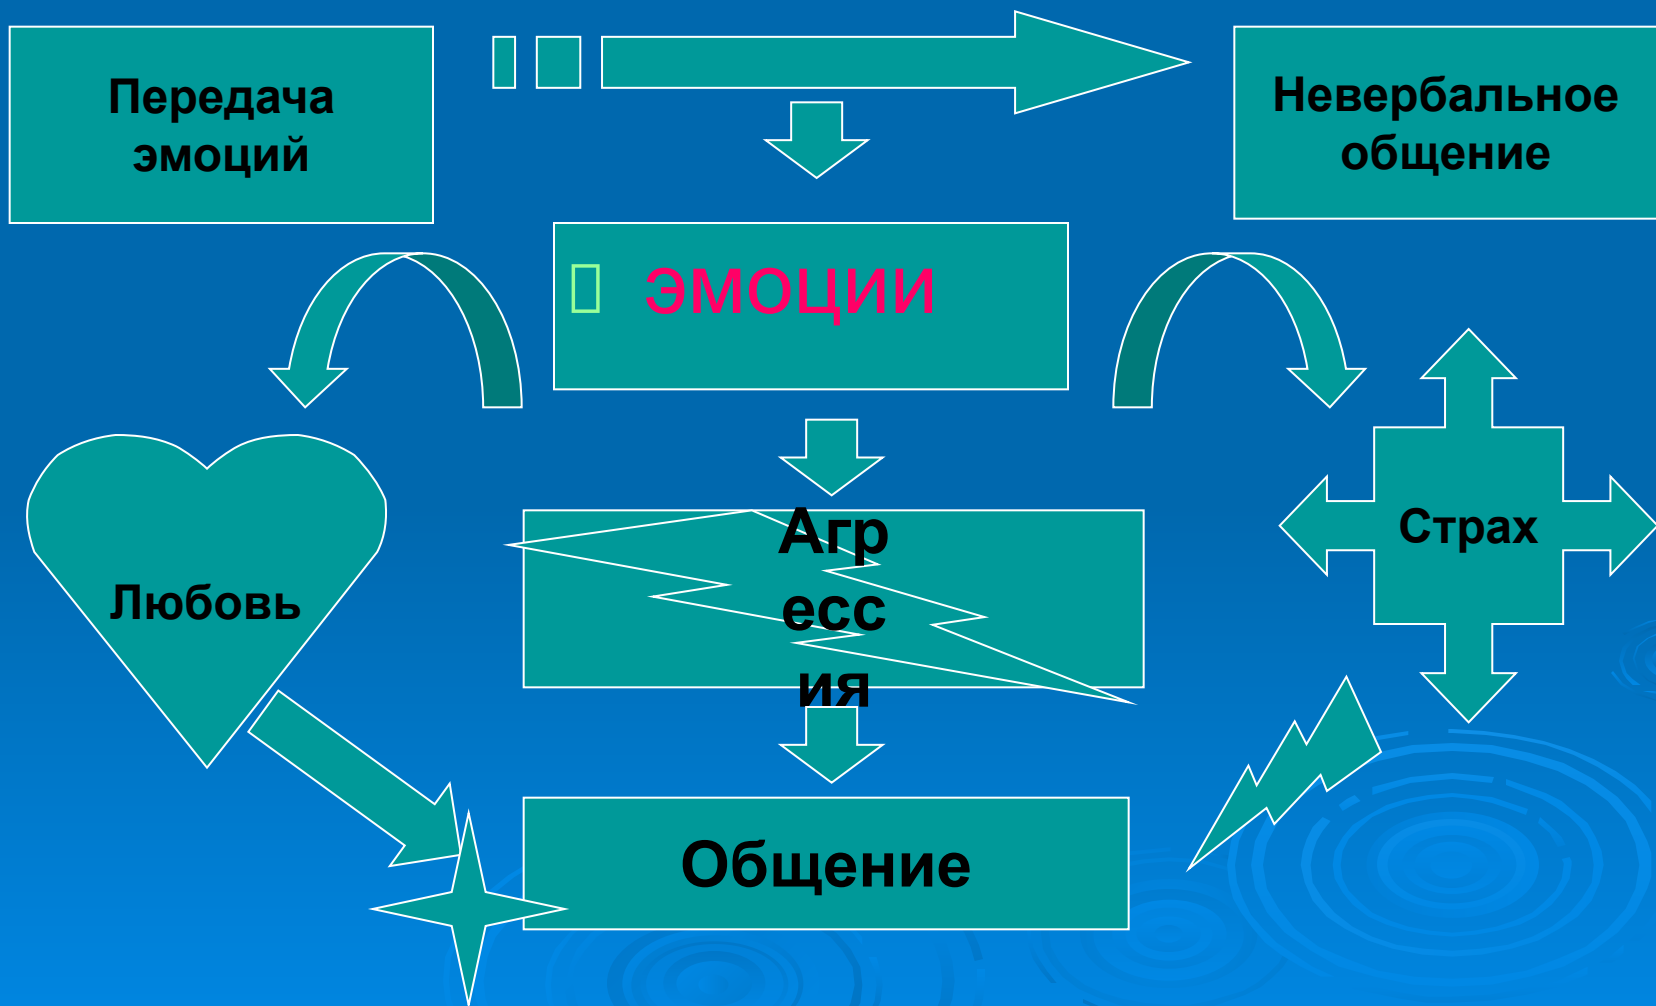 Передача
эмоций
Невербальное
общение
ЭМОЦИИ
Любовь
Агр
есс
ия
Страх
Общение